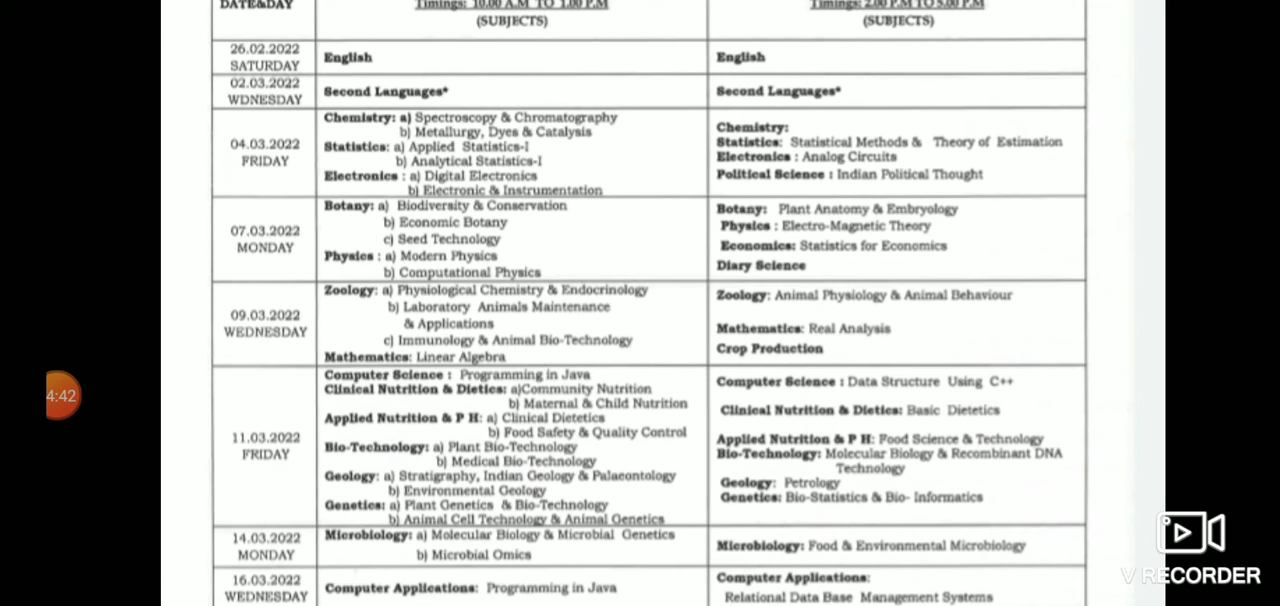 DATE&DAY
Timings: 10.00 A.M TO 1.00 P.M
Timings: 2.00 P.M TO 5.00 P.M
(SUBJECTS)
(SUBJECTS)
26.02.2022
SATURDAY
English
English
02.03.2022
WDNESDAY
Second Languages*
Second Languages*
04.03.2022
FRIDAY
Chemistry: a) Spectroscopy & Chromatography
b) Metallurgy, Dyes & Catalysis
Statistics: a) Applied Statistics-I
b) Analytical Statistics-I
Electronics : a) Digital Electronics
b) Electronic & Instrumentation
Chemistry:
Statistics: Statistical Methods & Theory of Estimation
Electronics : Analog Circuits
Political Science : Indian Political Thought
07.03.2022
MONDAY
Botany: a) Biodiversity & Conservation
b) Economic Botany
c) Seed Technology
Physics : a) Modern Physics
b) Computational Physics
Botany: Plant Anatomy & Embryology
Physics : Electro-Magnetic Theory
Economics: Statistics for Economics
Diary Science
09.03.2022
WEDNESDAY
Zoology: a) Physiological Chemistry & Endocrinology
b) Laboratory Animals Maintenance
& Applications
c) Immunology & Animal Bio-Technology
Mathematics: Linear Algebra
Zoology: Animal Physiology & Animal Behaviour
Mathematics: Real Analysis
Crop Production
11.03.2022
FRIDAY
Computer Science : Programming in Java
Clinical Nutrition & Dietics: a)Community Nutrition
b) Maternal & Child Nutrition
Applied Nutrition & P H: a) Clinical Dietetics
b) Food Safety & Quality Control
Bio-Technology: a) Plant Bio-Technology
b) Medical Bio-Technology
Geology: a) Stratigraphy, Indian Geology & Palaeontology
b) Environmental Geology
Genetics: a) Plant Genetics & Bio-Technology
b) Animal Cell Technology & Animal Genetics
Computer Science : Data Structure Using C++
Clinical Nutrition & Dietics: Basic Dietetics
Applied Nutrition & P H: Food Science & Technology
Bio-Technology: Molecular Biology & Recombinant DNA
Technology
Geology: Petrology
Genetics: Bio-Statistics & Bio- Informatics
14.03.2022
MONDAY
Microbiology: a) Molecular Biology & Microbial Genetics
b) Microbial Omics
Microbiology: Food & Environmental Microbiology
16.03.2022
WEDNESDAY
Computer Applications: Programming in Java
Computer Applications:
Relational Data Base Management Systems
4:42
V RECORDER